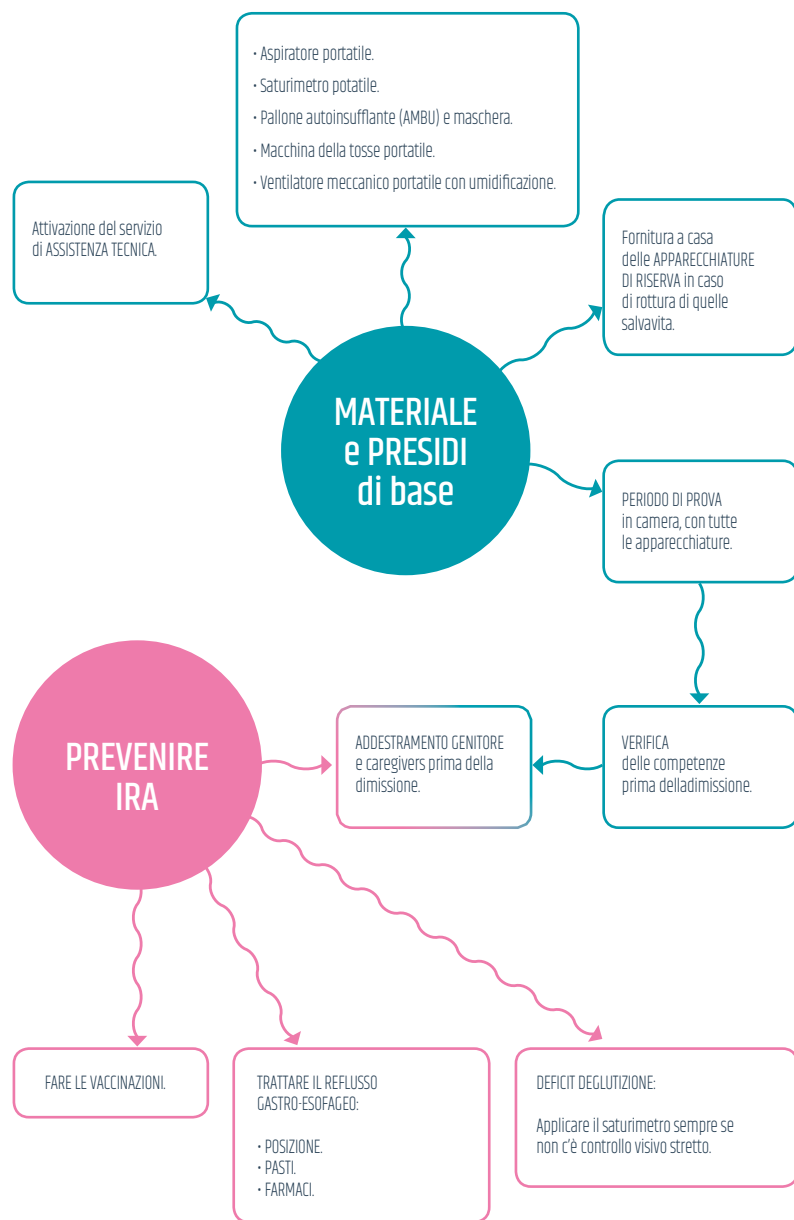 • Aspiratore portatile.
• Saturimetro potatile.
• Pallone autoinsufflante (AMBU) e maschera.
• Macchina della tosse portatile.
• Ventilatore meccanico portatile con umidificazione.
Attivazione del servizio
di ASSISTENZA TECNICA.
Fornitura a casa
delle APPARECCHIATURE
DI RISERVA in caso
di rottura di quelle
salvavita.
MATERIALE
e PRESIDI
di base
PERIODO DI PROVA
in camera, con tutte
le apparecchiature.
PREVENIRE
IRA
ADDESTRAMENTO GENITORE
e caregivers prima della
dimissione.
VERIFICA
delle competenze
prima delladimissione.
FARE LE VACCINAZIONI.
TRATTARE IL REFLUSSO
GASTRO-ESOFAGEO:
• POSIZIONE.
• PASTI.
• FARMACI.
DEFICIT DEGLUTIZIONE:
Applicare il saturimetro sempre se
non c'è controllo visivo stretto.